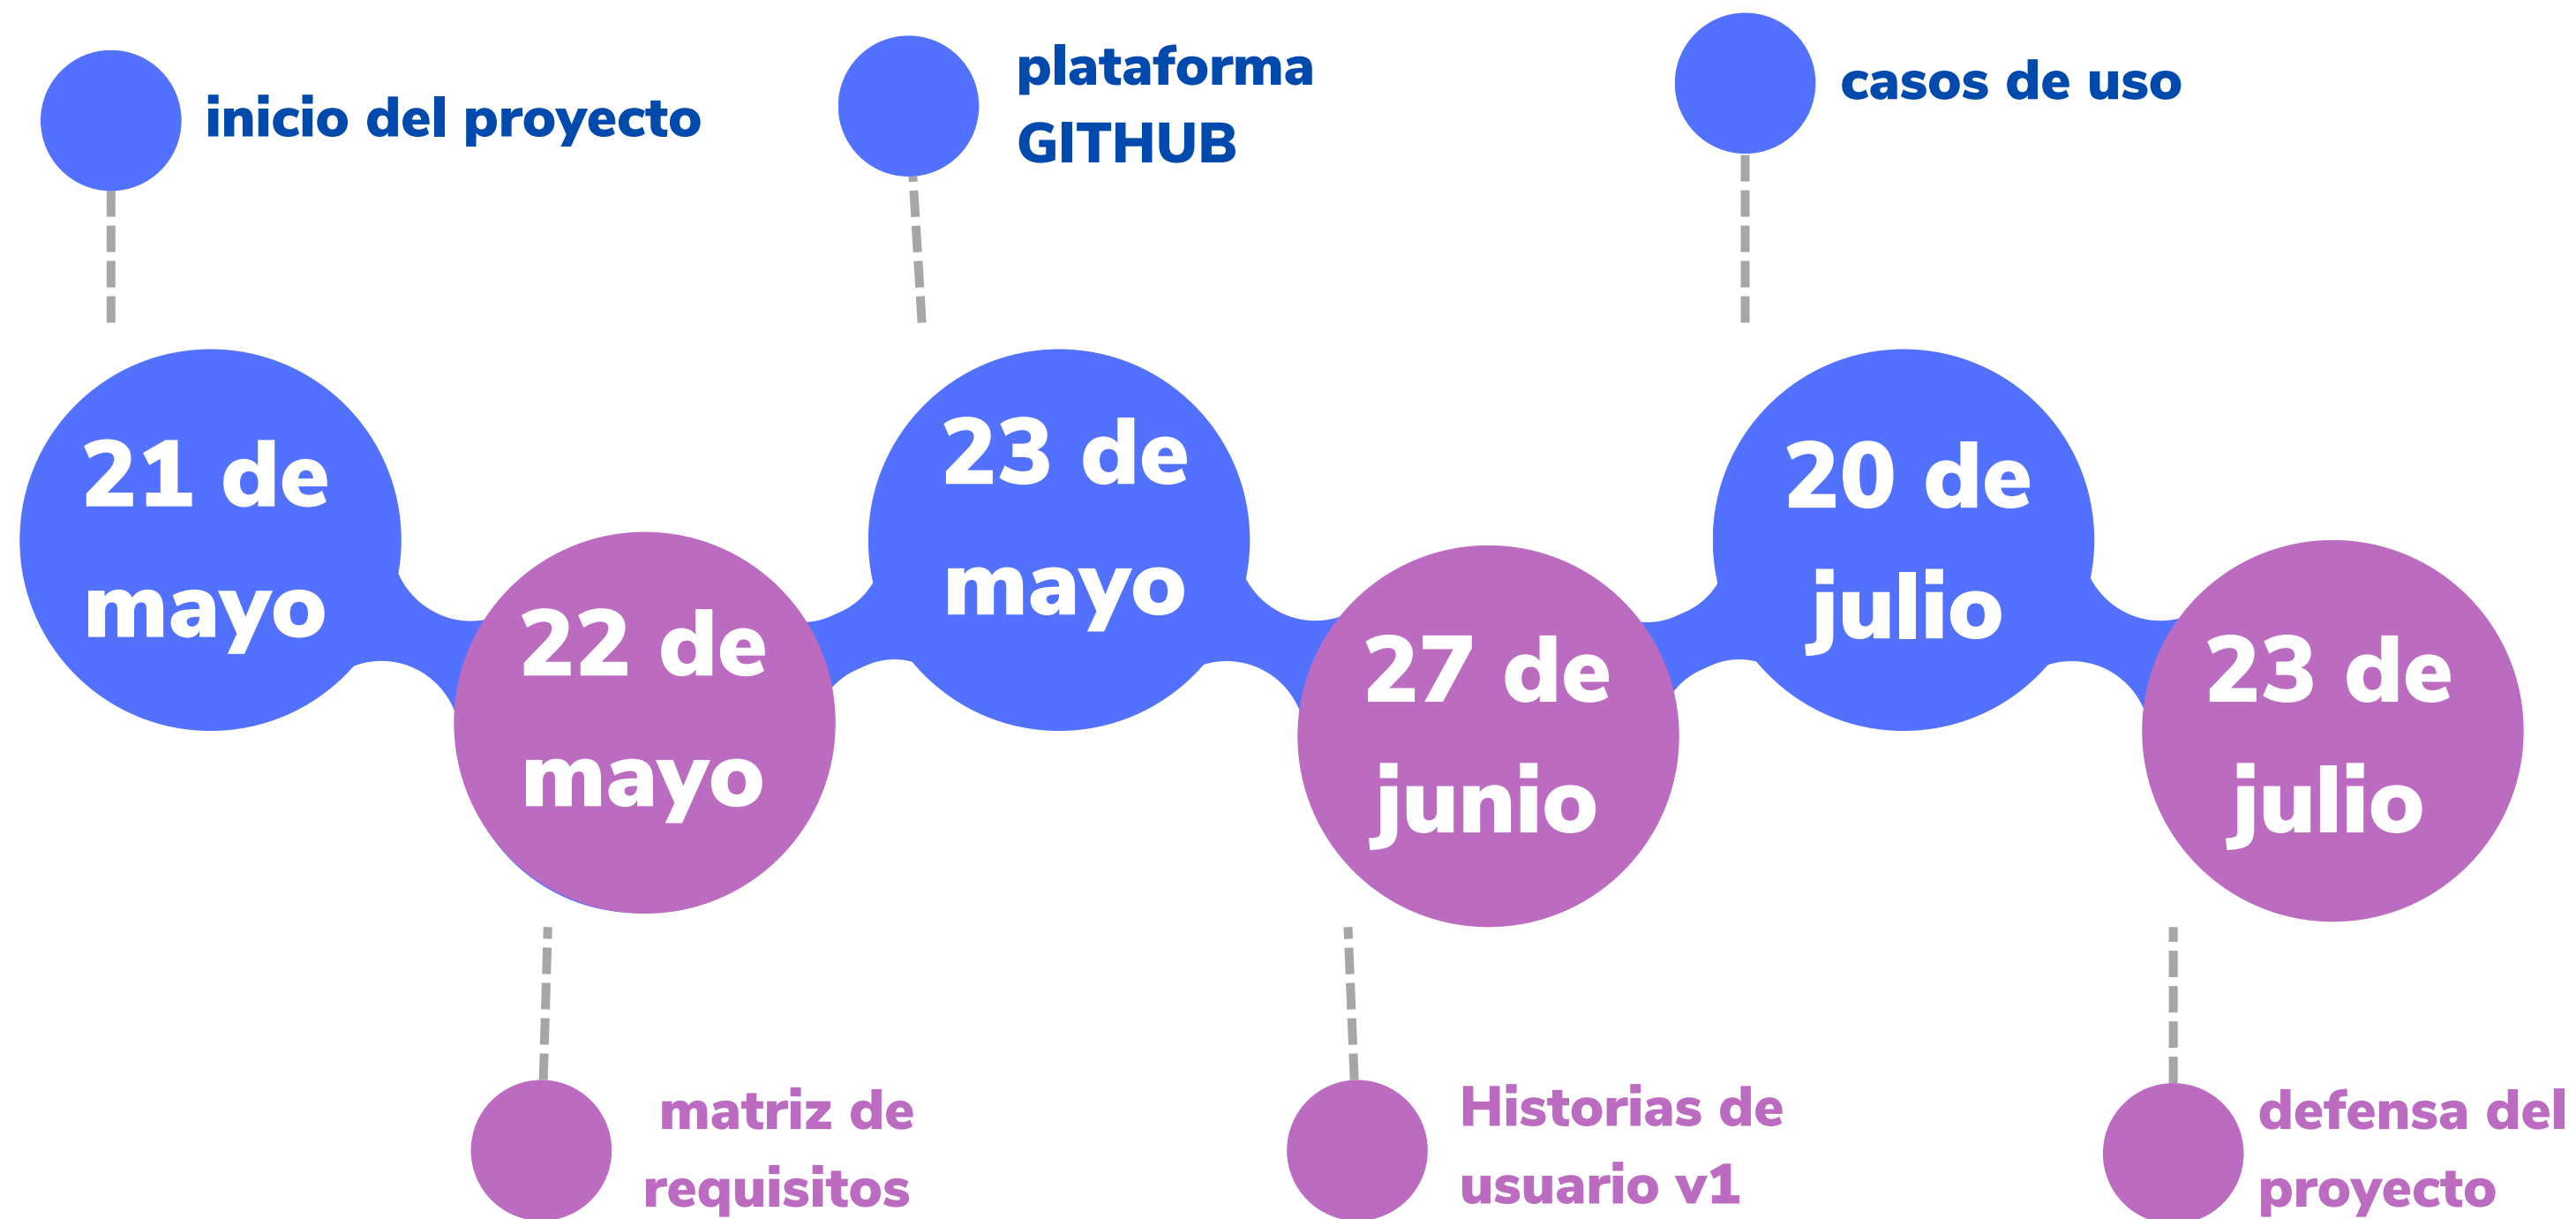 inicio del proyecto
plataforma
GITHUB
casos de uso
21 de
mayo
22 de
mayo
23 de
mayo
27 de
junio
20 de
julio
23 de
julio
matriz de
requisitos
Historias de
usuario v1
defensa del
proyecto